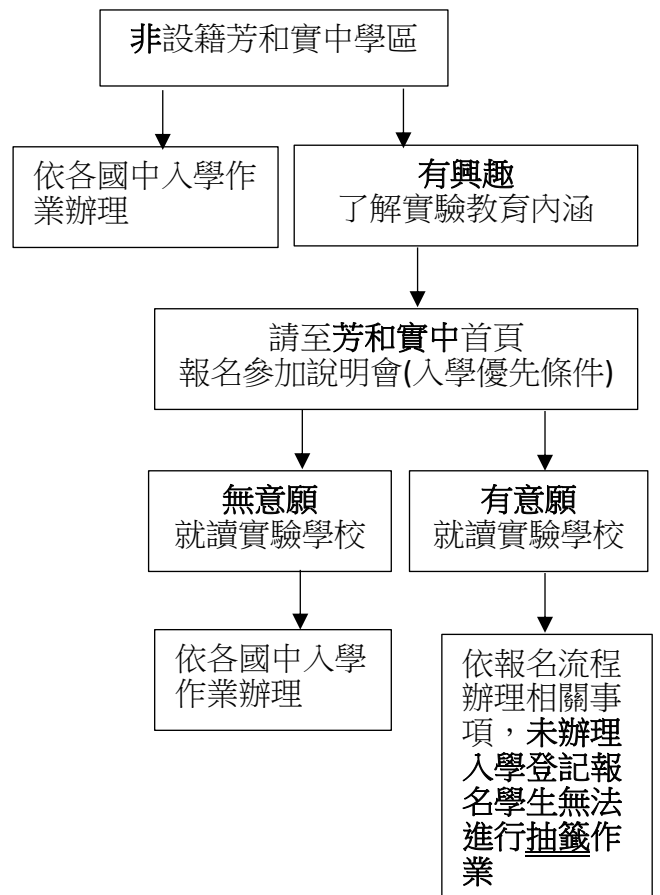 非設籍芳和實中學區
依各國中入學作
業辦理
有興趣
了解實驗教育內涵
請至芳和實中首頁
報名參加說明會(入學優先條件)
無意願
就讀實驗學校
有意願
就讀實驗學校
依各國中入學
作業辦理
依報名流程
辦理相關事
項，未辦理
入學登記報
名學生無法
進行抽籤作
業